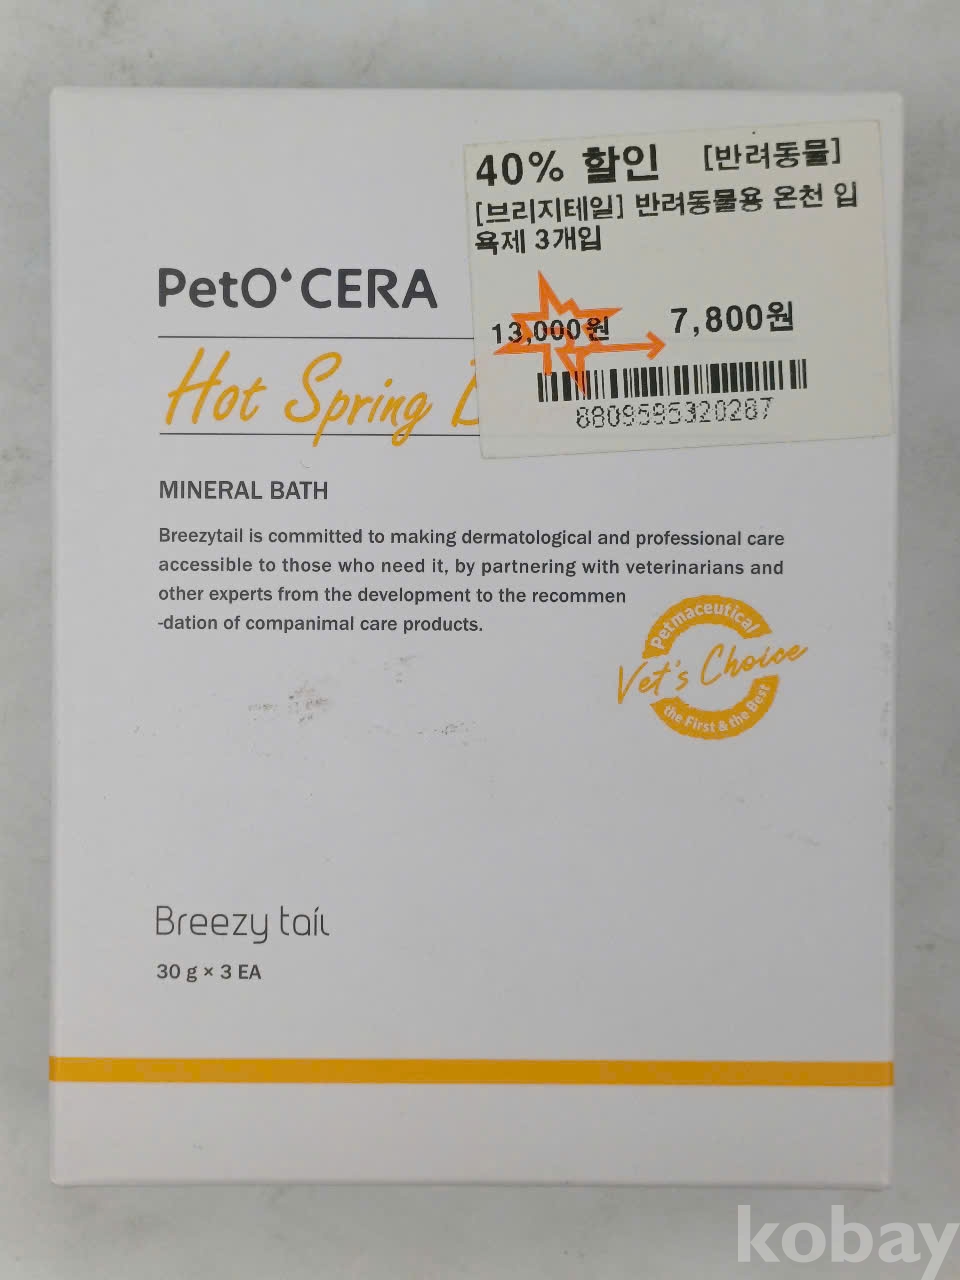 40% 할인 [반려동물]
[브리지테일] 반려동물용 온천 입
욕제 3개입
13,000원 7,800원
8809595320287
PetO'CERA
Hot Spring
MINERAL BATH
Breezytail is committed to making dermatological and professional care
accessible to those who need it, by partnering with veterinarians and
other experts from the development to the recommen
-dation of companimal care products.
Petmaceutical
Vet's Choice
the First & the Best
Breezy tail
30 g × 3 EA
kobay